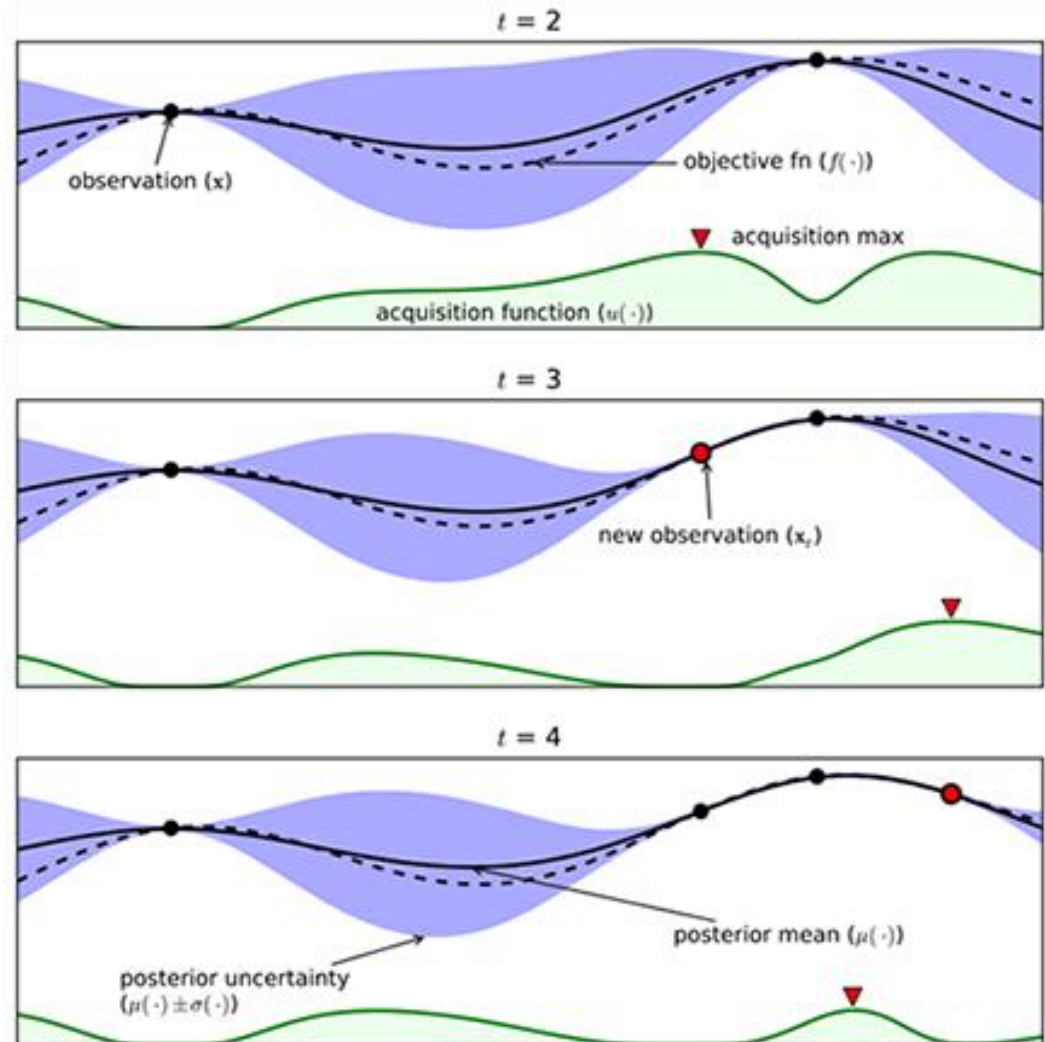 t = 2
observation (x)
objective fn (f(·))
acquisition max
acquisition function (u(·))
t = 3
new observation (xₜ)
t = 4
posterior mean (μ(·))
posterior uncertainty
(μ(·) ± σ(·))